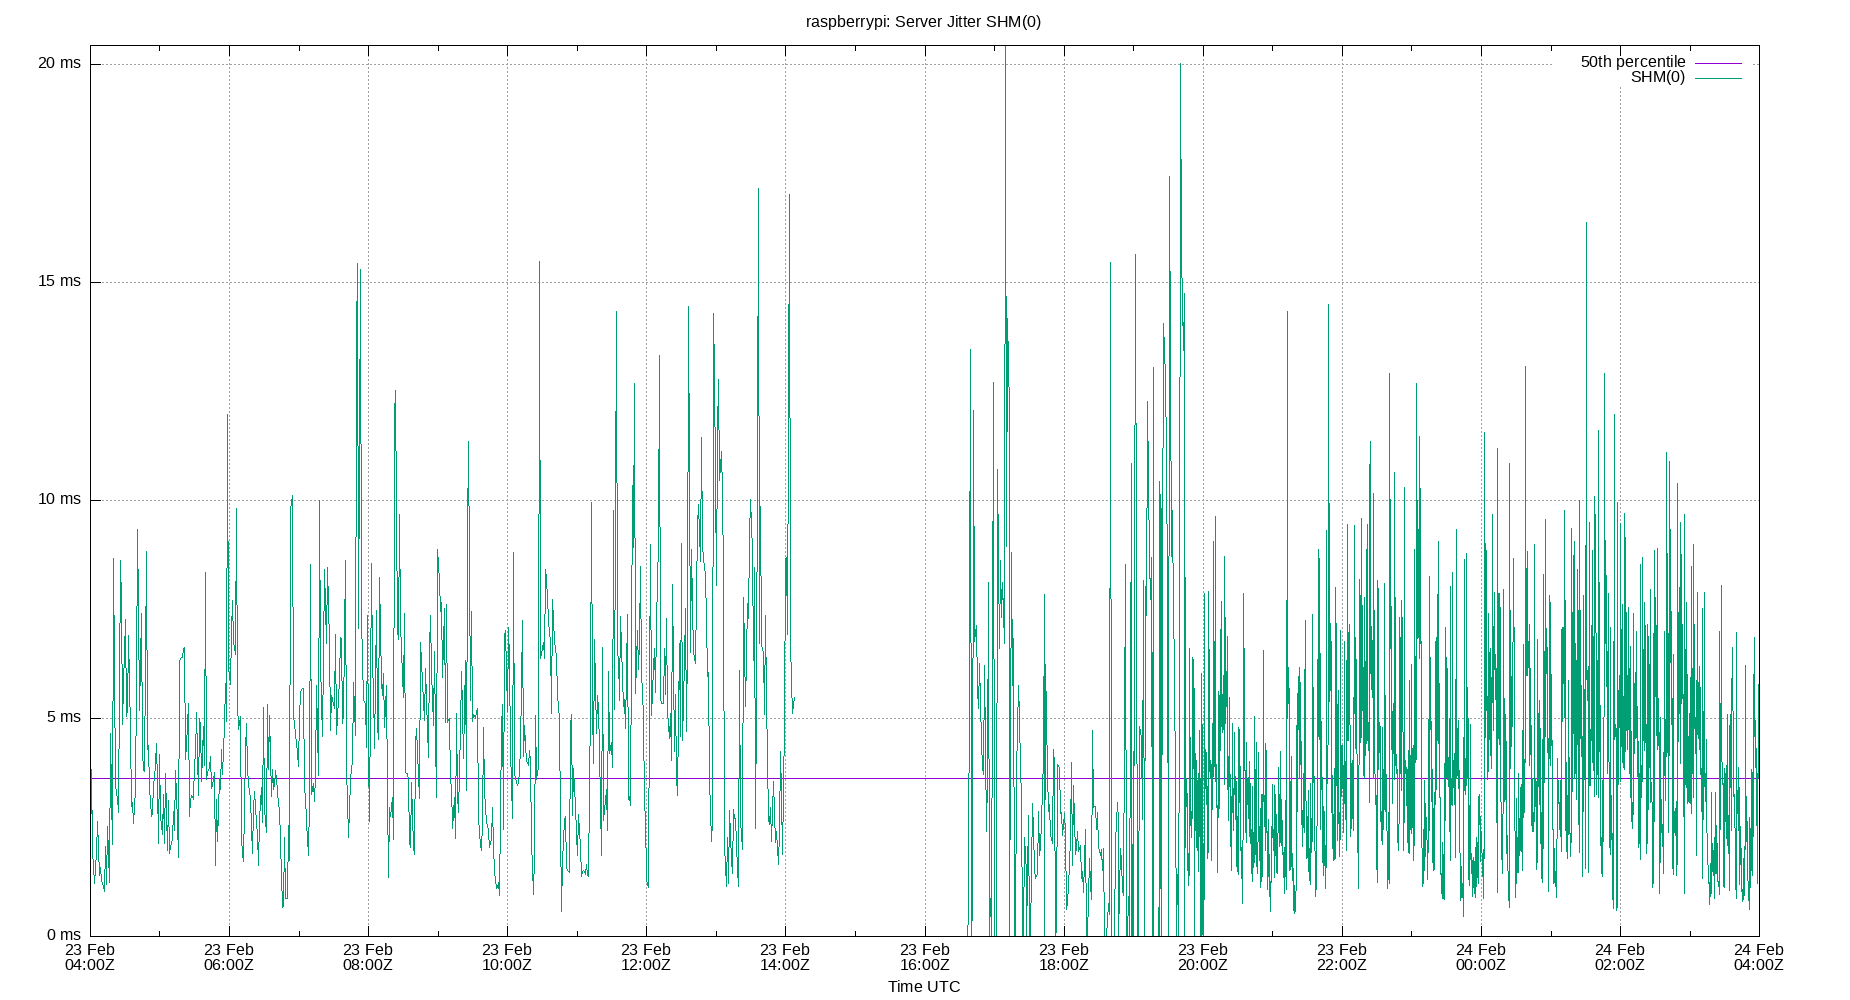 raspberrypi: Server Jitter SHM(0)
20 ms
15 ms
10 ms
5 ms
0 ms
50th percentile
SHM(0)
23 Feb 23 Feb 23 Feb 23 Feb 23 Feb 23 Feb 23 Feb 23 Feb 23 Feb 23 Feb 24 Feb 24 Feb 24 Feb
04:00Z 06:00Z 08:00Z 10:00Z 12:00Z 14:00Z 16:00Z 18:00Z 20:00Z 22:00Z 00:00Z 02:00Z 04:00Z
Time UTC